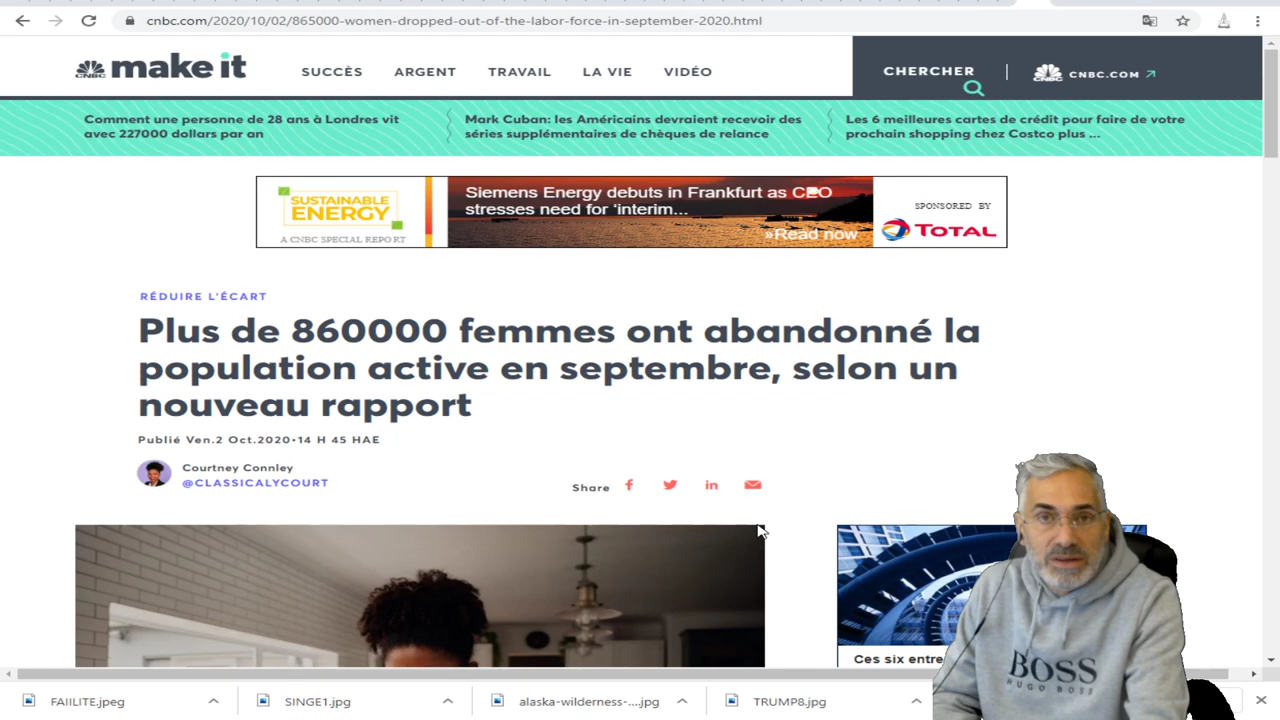 cnbc.com/2020/10/02/865000-women-dropped-out-of-the-labor-force-in-september-2020.html
CNBC make it SUCCÈS ARGENT TRAVAIL LA VIE VIDÉO CHERCHER CNBC.COM
Comment une personne de 28 ans à Londres vit
avec 227000 dollars par an
Mark Cuban: les Américains devraient recevoir des
séries supplémentaires de chèques de relance
Les 6 meilleures cartes de crédit pour faire de votre
prochain shopping chez Costco plus ...
SUSTAINABLE
ENERGY
A CNBC SPECIAL REPORT
Siemens Energy debuts in Frankfurt as CEO
stresses need for 'interim...
»Read now
SPONSORED BY
TOTAL
RÉDUIRE L'ÉCART
Plus de 860000 femmes ont abandonné la
population active en septembre, selon un
nouveau rapport
Publié Ven.2 Oct.2020•14 H 45 HAE
Courtney Connley
@CLASSICALYCOURT
Share
Ces six entre
BOSS
HUGO BOSS
FAIILITE.jpeg SINGE1.jpg alaska-wilderness-....jpg TRUMP8.jpg